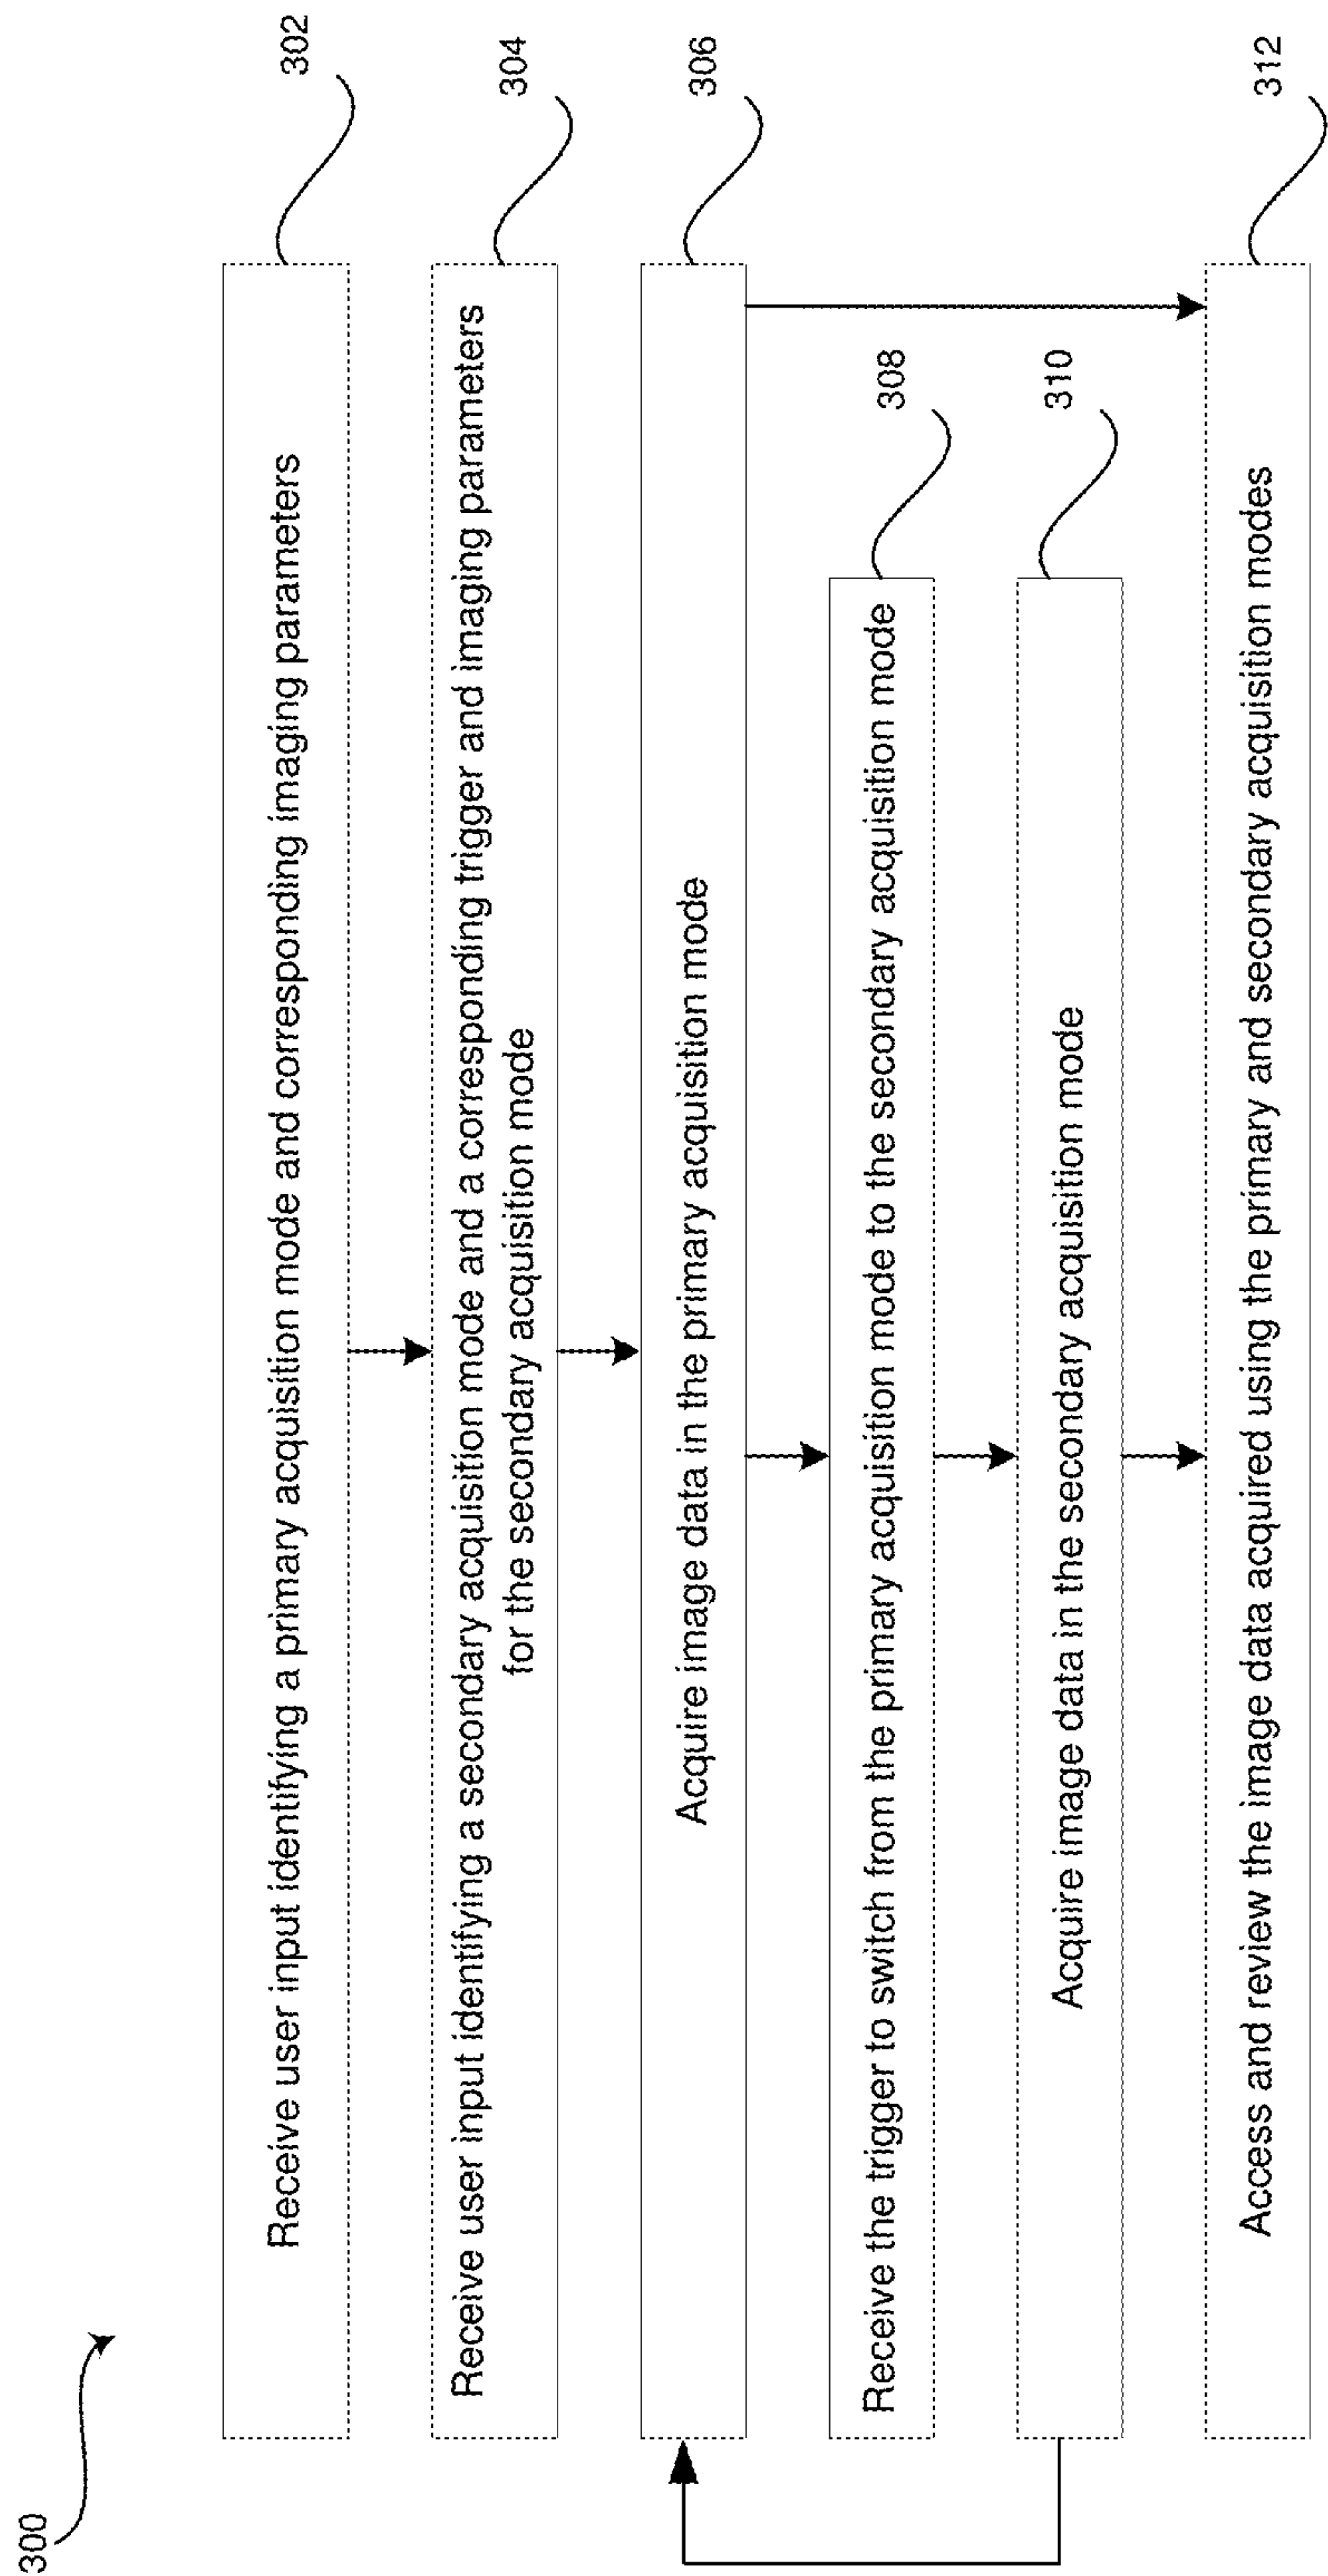 300
Receive user input identifying a primary acquisition mode and corresponding imaging parameters
302
Receive user input identifying a secondary acquisition mode and a corresponding trigger and imaging parameters
for the secondary acquisition mode
304
Acquire image data in the primary acquisition mode
306
Receive the trigger to switch from the primary acquisition mode to the secondary acquisition mode
308
Acquire image data in the secondary acquisition mode
310
Access and review the image data acquired using the primary and secondary acquisition modes
312